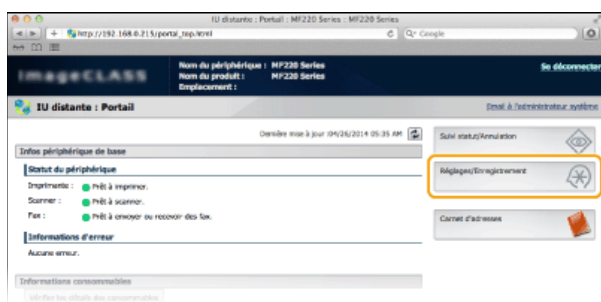 IU distante : Portail : MF220 Series : MF220 Series
http://192.168.0.215/portal_top.html
Google
imageCLASS
Nom du périphérique : MF220 Series
Nom du produit : MF220 Series
Emplacement :
Se déconnecter
IU distante : Portail
Email à l'administrateur système
Dernière mise à jour :04/26/2014 05:35 AM
Suivi statut/Annulation
Infos périphérique de base
Statut du périphérique
Réglages/Enregistrement
Imprimante : Prêt à imprimer.
Scanner : Prêt à scanner.
Fax : Prêt à envoyer ou recevoir des fax.
Carnet d'adresses
Informations d'erreur
Aucune erreur.
Informations consommables
Vérifier les détails des consommables